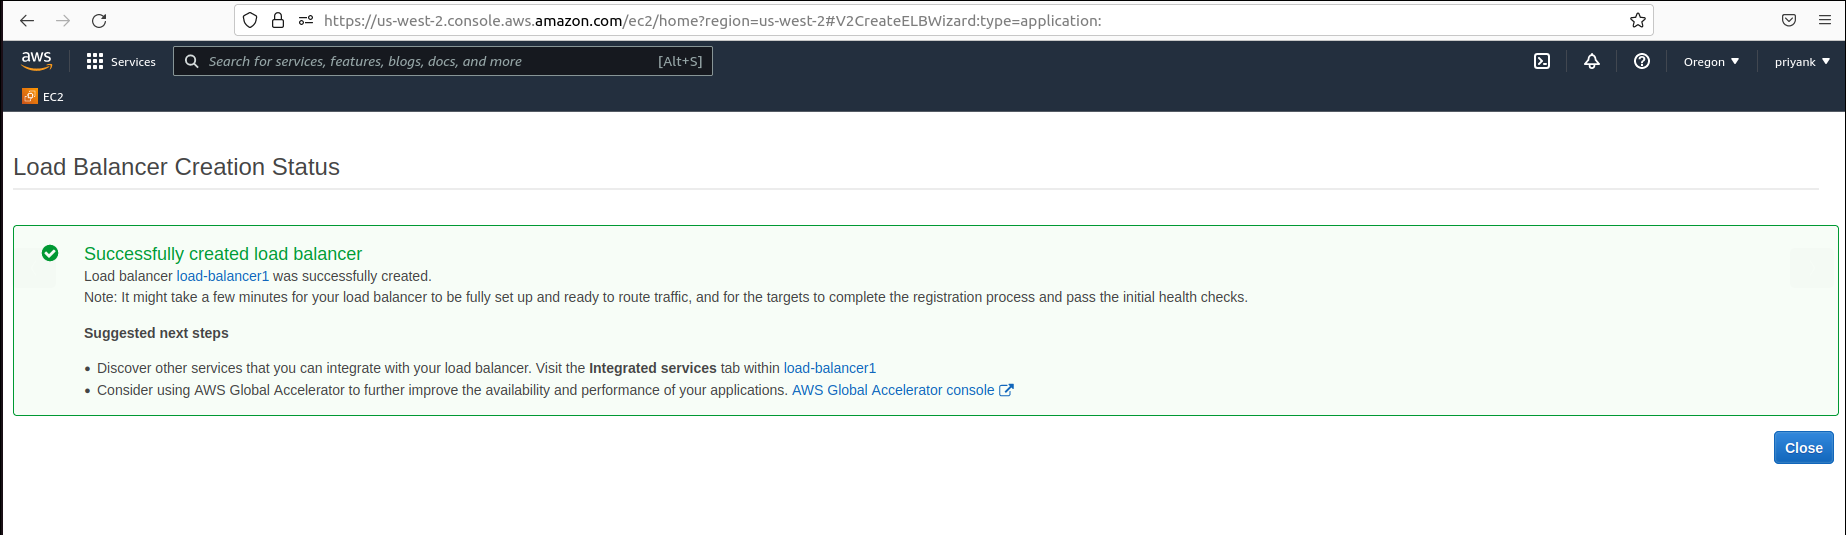 https://us-west-2.console.aws.amazon.com/ec2/home?region=us-west-2#V2CreateELBWizard:type=application:
aws Services Search for services, features, blogs, docs, and more [Alt+S] Oregon priyank
EC2
Load Balancer Creation Status
Successfully created load balancer
Load balancer load-balancer1 was successfully created.
Note: It might take a few minutes for your load balancer to be fully set up and ready to route traffic, and for the targets to complete the registration process and pass the initial health checks.
Suggested next steps
• Discover other services that you can integrate with your load balancer. Visit the Integrated services tab within load-balancer1
• Consider using AWS Global Accelerator to further improve the availability and performance of your applications. AWS Global Accelerator console
Close